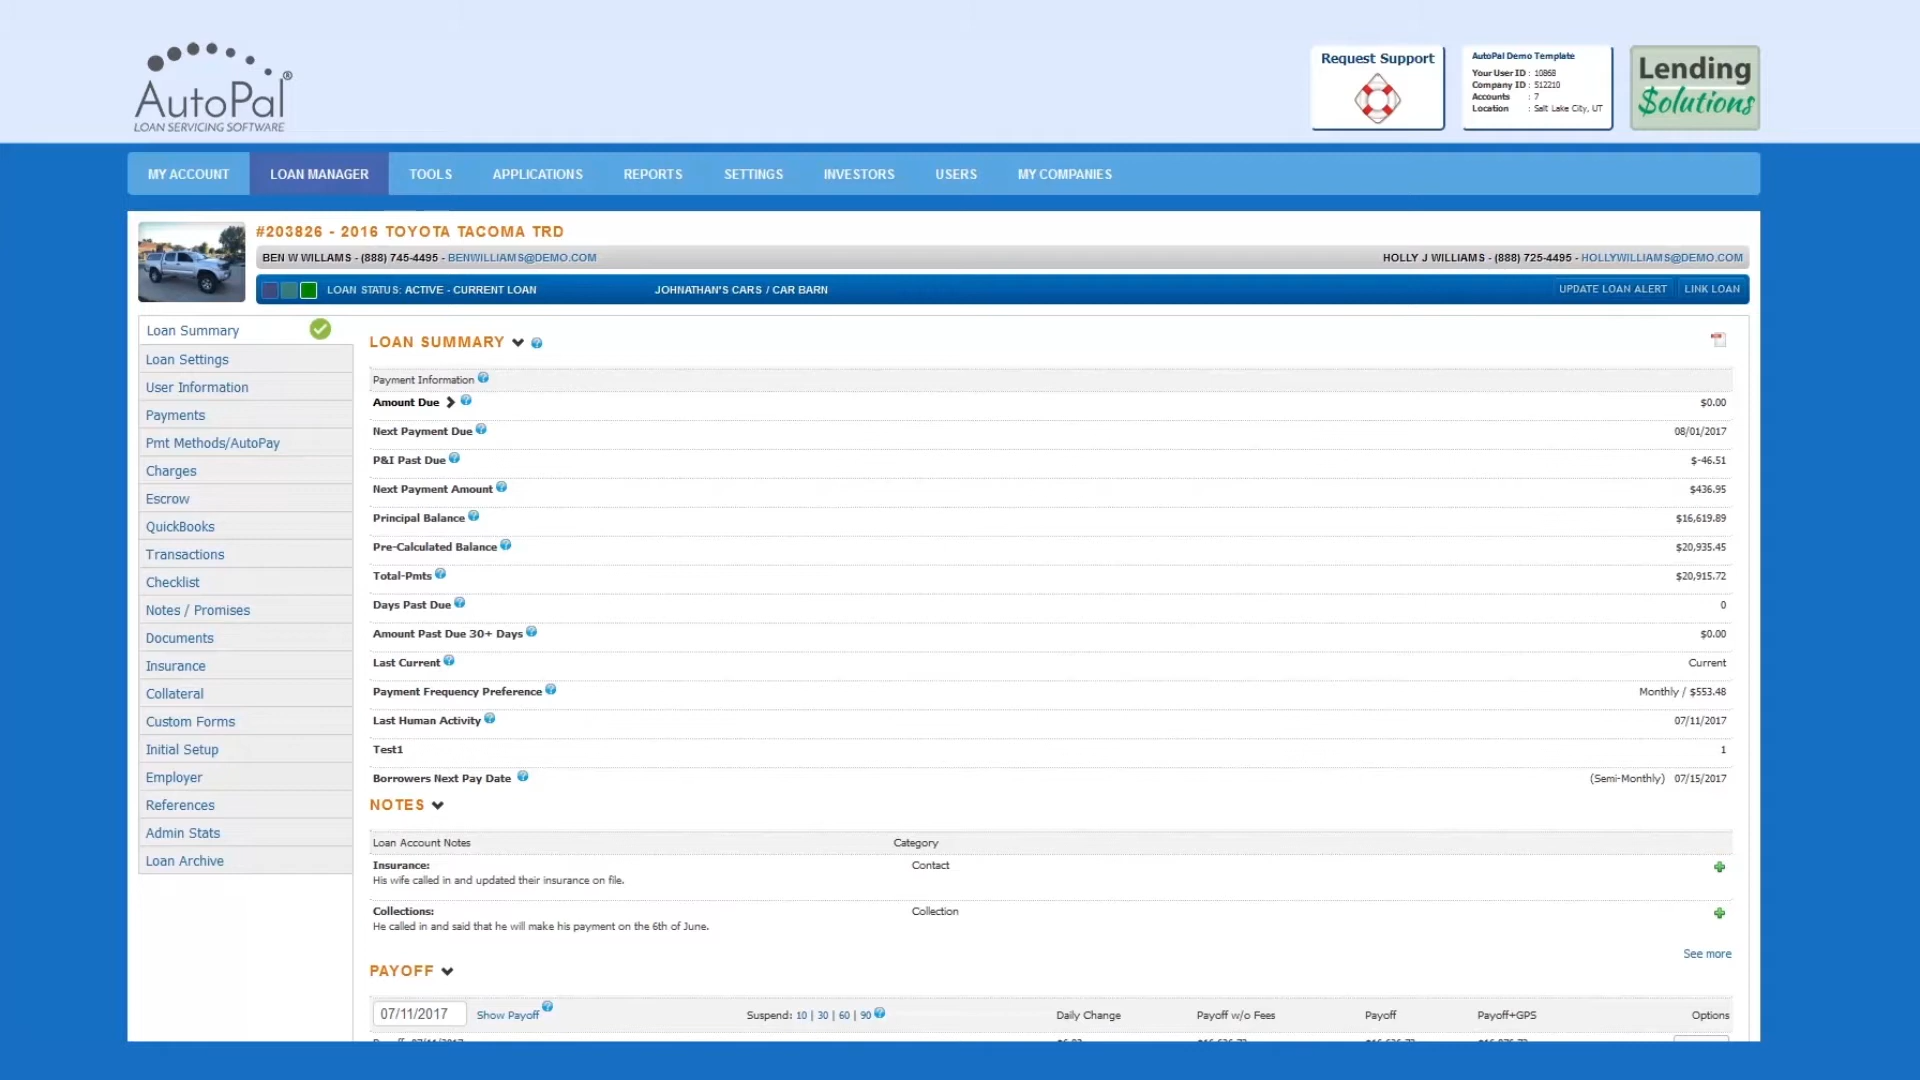 AutoPal®
LOAN SERVICING SOFTWARE
Request Support
AutoPal Demo Template
Your User ID : 10868
Company ID : 512210
Accounts : 7
Location : Salt Lake City, UT
Lending
$olutions
MY ACCOUNT LOAN MANAGER TOOLS APPLICATIONS REPORTS SETTINGS INVESTORS USERS MY COMPANIES
#203826 - 2016 TOYOTA TACOMA TRD
BEN W WILLAMS - (888) 745-4495 - BENWILLIAMS@DEMO.COM HOLLY J WILLIAMS - (888) 725-4495 - HOLLYWILLIAMS@DEMO.COM
LOAN STATUS: ACTIVE - CURRENT LOAN JOHNATHAN'S CARS / CAR BARN UPDATE LOAN ALERT LINK LOAN
Loan Summary
Loan Settings
User Information
Payments
Pmt Methods/AutoPay
Charges
Escrow
QuickBooks
Transactions
Checklist
Notes / Promises
Documents
Insurance
Collateral
Custom Forms
Initial Setup
Employer
References
Admin Stats
Loan Archive
LOAN SUMMARY
Payment Information
Amount Due $0.00
Next Payment Due 08/01/2017
P&I Past Due $-46.51
Next Payment Amount $436.95
Principal Balance $16,619.89
Pre-Calculated Balance $20,935.45
Total-Pmts $20,915.72
Days Past Due 0
Amount Past Due 30+ Days $0.00
Last Current Current
Payment Frequency Preference Monthly / $553.48
Last Human Activity 07/11/2017
Test1 1
Borrowers Next Pay Date (Semi-Monthly) 07/15/2017
NOTES
Loan Account Notes Category
Insurance: Contact
His wife called in and updated their insurance on file.
Collections: Collection
He called in and said that he will make his payment on the 6th of June.
See more
PAYOFF
07/11/2017 Show Payoff Suspend: 10 | 30 | 60 | 90 Daily Change Payoff w/o Fees Payoff Payoff+GPS Options